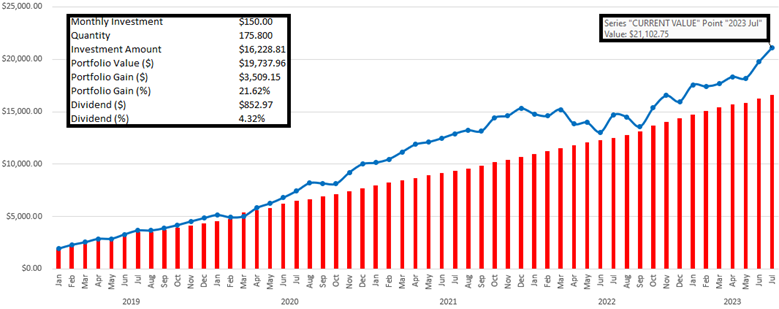 $25,000.00
$20,000.00
$15,000.00
$10,000.00
$5,000.00
$0.00
Monthly Investment $150.00
Quantity 175.800
Investment Amount $16,228.81
Portfolio Value ($) $19,737.96
Portfolio Gain ($) $3,509.15
Portfolio Gain (%) 21.62%
Dividend ($) $852.97
Dividend (%) 4.32%
Series "CURRENT VALUE" Point "2023 Jul"
Value: $21,102.75
Jan Feb Mar Apr May Jun Jul Aug Sep Oct Nov Dec Jan Feb Mar Apr May Jun Jul Aug Sep Oct Nov Dec Jan Feb Mar Apr May Jun Jul Aug Sep Oct Nov Dec Jan Feb Mar Apr May Jun Jul Aug Sep Oct Nov Dec Jan Feb Mar Apr May Jun Jul
2019 2020 2021 2022 2023